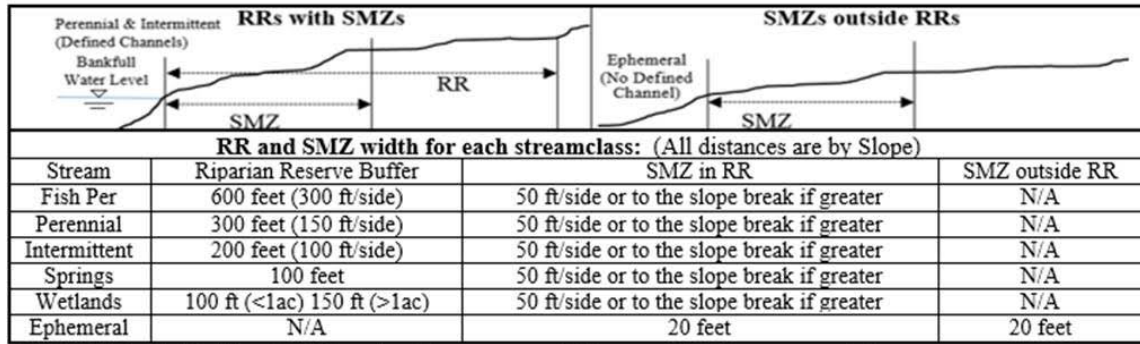 RRs with SMZs
Perennial & Intermittent
(Defined Channels)
Bankfull
Water Level
RR
SMZ
SMZs outside RRs
Ephemeral
(No Defined
Channel)
SMZ
RR and SMZ width for each streamclass: (All distances are by Slope)
Stream Riparian Reserve Buffer SMZ in RR SMZ outside RR
Fish Per 600 feet (300 ft/side) 50 ft/side or to the slope break if greater N/A
Perennial 300 feet (150 ft/side) 50 ft/side or to the slope break if greater N/A
Intermittent 200 feet (100 ft/side) 50 ft/side or to the slope break if greater N/A
Springs 100 feet 50 ft/side or to the slope break if greater N/A
Wetlands 100 ft (<1ac) 150 ft (>1ac) 50 ft/side or to the slope break if greater N/A
Ephemeral N/A 20 feet 20 feet